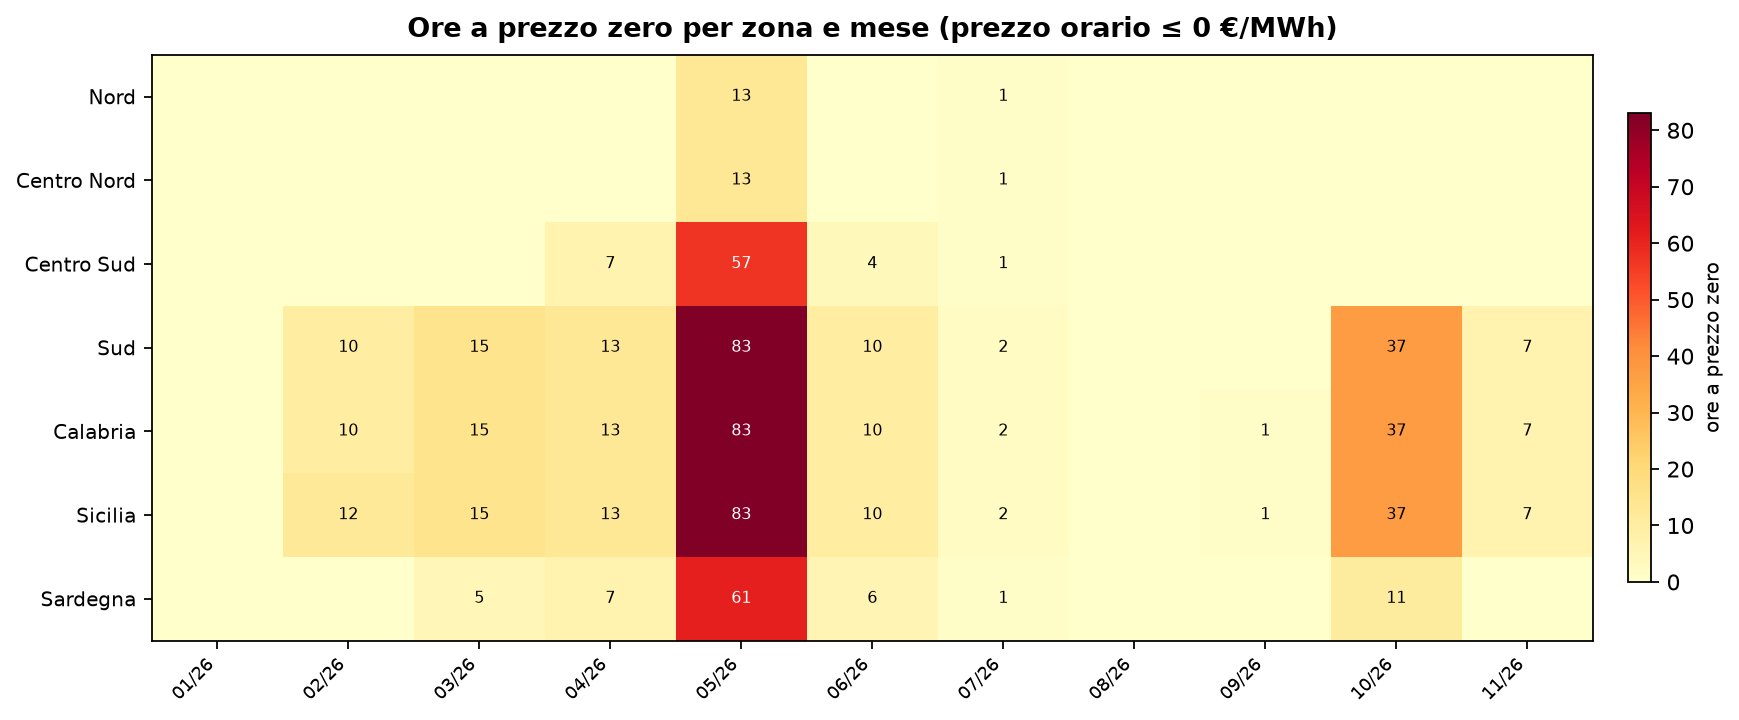 Ore a prezzo zero per zona e mese (prezzo orario ≤ 0 €/MWh)
Nord 13 1
Centro Nord 13 1
Centro Sud 7 57 4 1
Sud 10 15 13 83 10 2 37 7
Calabria 10 15 13 83 10 2 1 37 7
Sicilia 12 15 13 83 10 2 1 37 7
Sardegna 5 7 61 6 1 11
01/26 02/26 03/26 04/26 05/26 06/26 07/26 08/26 09/26 10/26 11/26
80
70
60
50
40
30
20
10
0
ore a prezzo zero